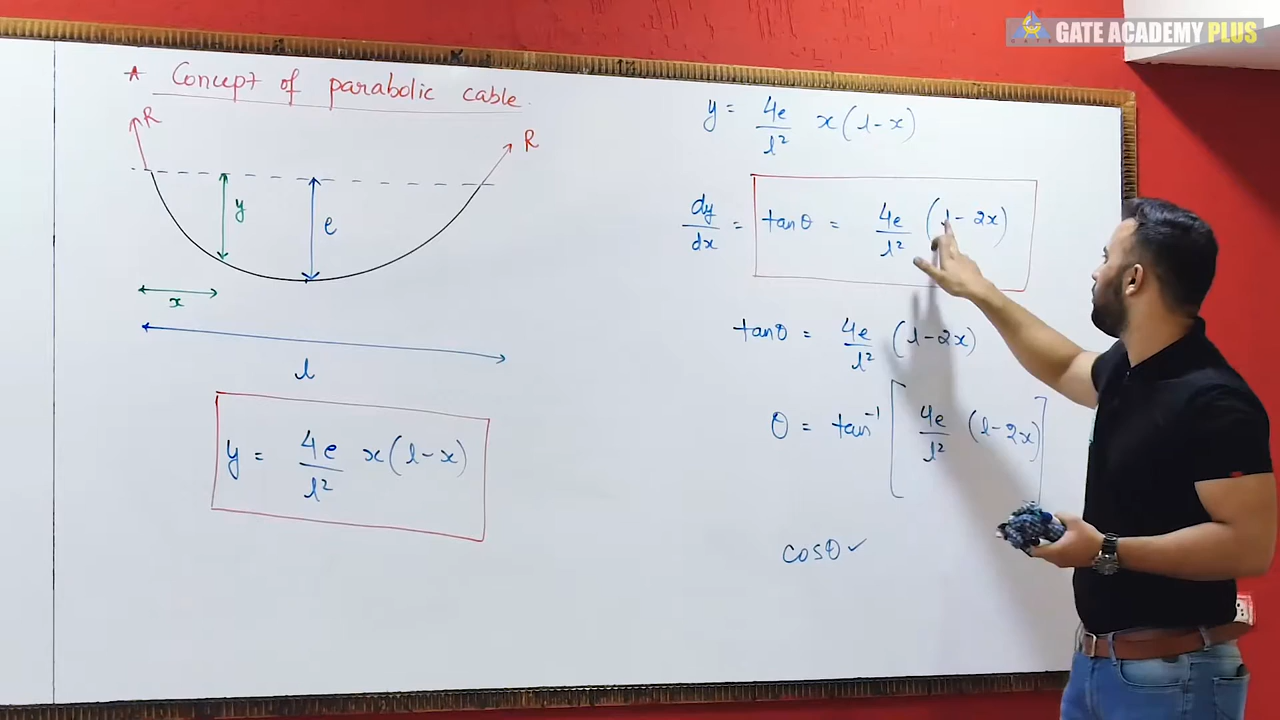 GATE ACADEMY PLUS
* Concept of parabolic cable
R
R
y
e
x
l
y = 4e/l² x(l-x)
y = 4e/l² x(l-x)
dy/dx = tanθ = 4e/l² (l-2x)
tanθ = 4e/l² (l-2x)
θ = tan⁻¹ [4e/l² (l-2x)]
cosθ ✓